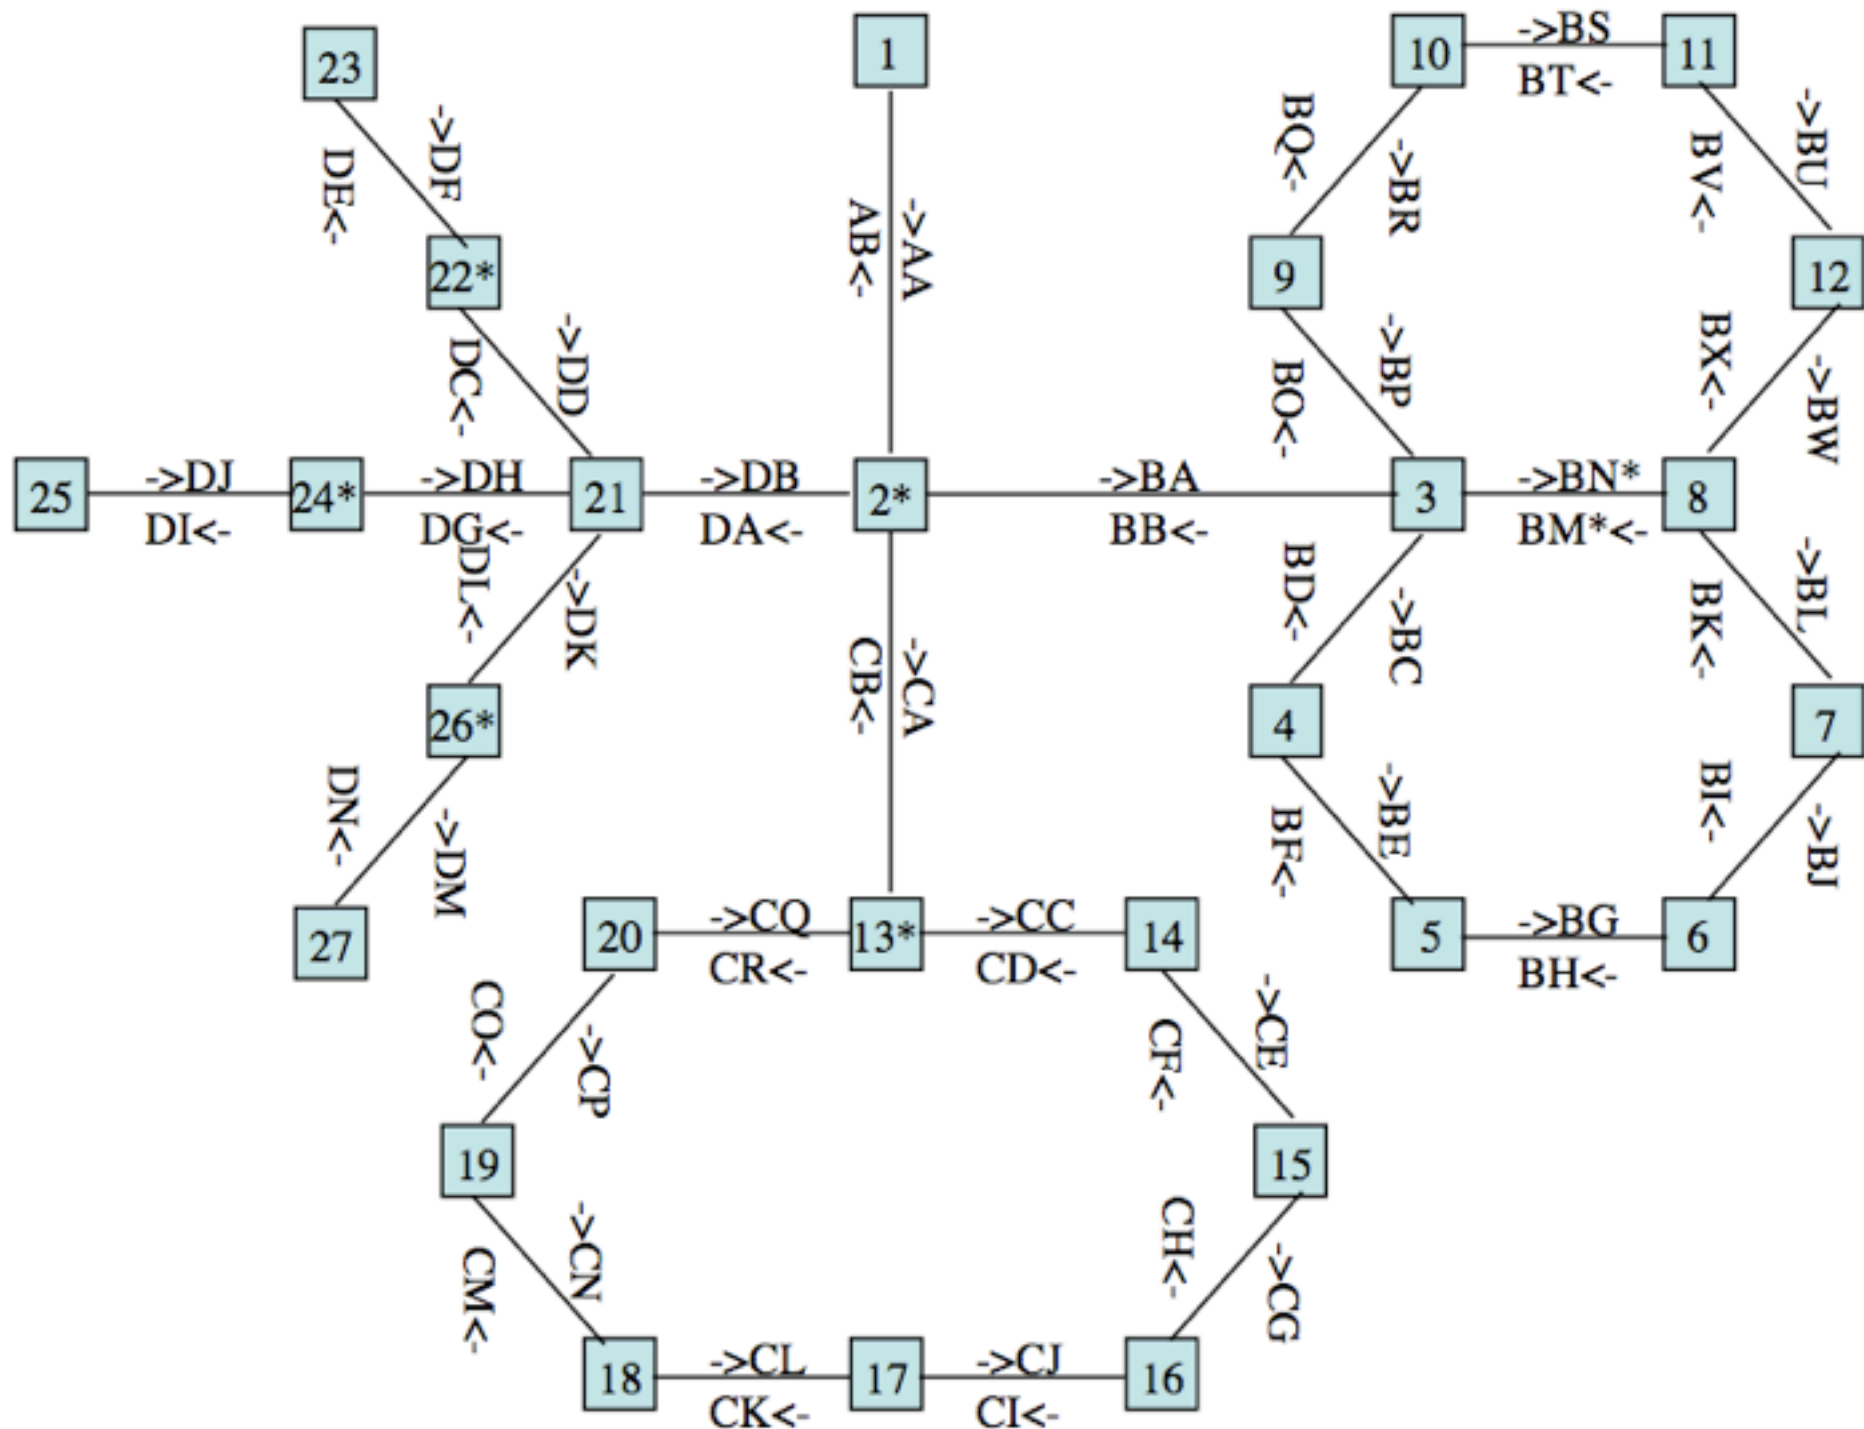 23
1
10
->BS
BT<-
11
->DF
DE<-
->AA
AB<-
BQ<-
->BR
->BU
BV<-
22*
9
12
->DD
DC<-
->BP
BO<-
BX<-
->BW
25
->DJ
DI<-
24*
->DH
DG<-
21
->DB
DA<-
2*
->BA
BB<-
3
->BN*
BM*<-
8
DL<-
->DK
->CA
CB<-
BD<-
->BC
->BL
BK<-
26*
4
7
DN<-
->DM
->BE
BF<-
BI<-
->BJ
27
20
->CQ
CR<-
13*
->CC
CD<-
14
5
->BG
BH<-
6
CO<-
->CP
->CE
CF<-
19
15
->CN
CM<-
CH<-
->CG
18
->CL
CK<-
17
->CJ
CI<-
16